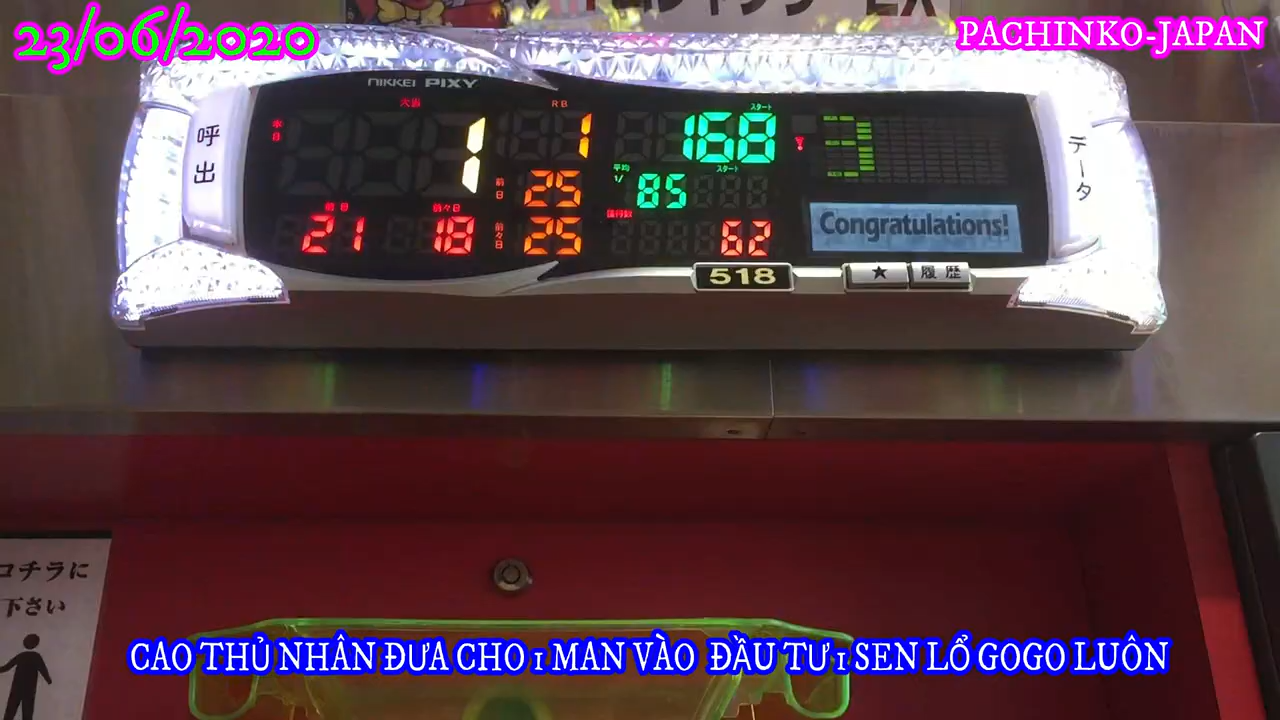 23/06/2020
PACHINKO-JAPAN
NIKKEI PIXY
呼出
大当
RB
スタート
本日
1
1
168
3
データ
前日
25
平均
1/
85
スタート
Congratulations!
前日
21
前々日
18
前々日
25
獲得数
62
518
★
履歴
コチラに
下さい
CAO THỦ NHÂN ĐƯA CHO 1 MAN VÀO ĐẦU TƯ 1 SEN LỔ GOGO LUÔN